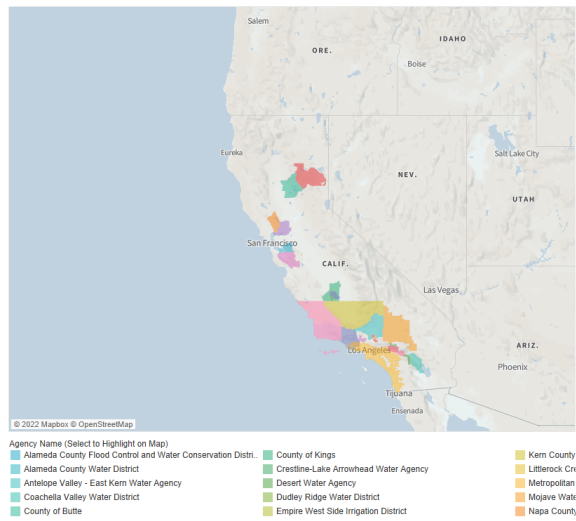 Salem
IDAHO
ORE.
Boise
Eureka
Salt Lake City
NEV.
UTAH
San Francisco
CALIF.
Las Vegas
Los Angeles
ARIZ.
Phoenix
Tijuana
Ensenada
© 2022 Mapbox © OpenStreetMap
Agency Name (Select to Highlight on Map)
Alameda County Flood Control and Water Conservation Distri.. County of Kings Kern County
Alameda County Water District Crestline-Lake Arrowhead Water Agency Littlerock Cre
Antelope Valley - East Kern Water Agency Desert Water Agency Metropolitan
Coachella Valley Water District Dudley Ridge Water District Mojave Wate
County of Butte Empire West Side Irrigation District Napa County